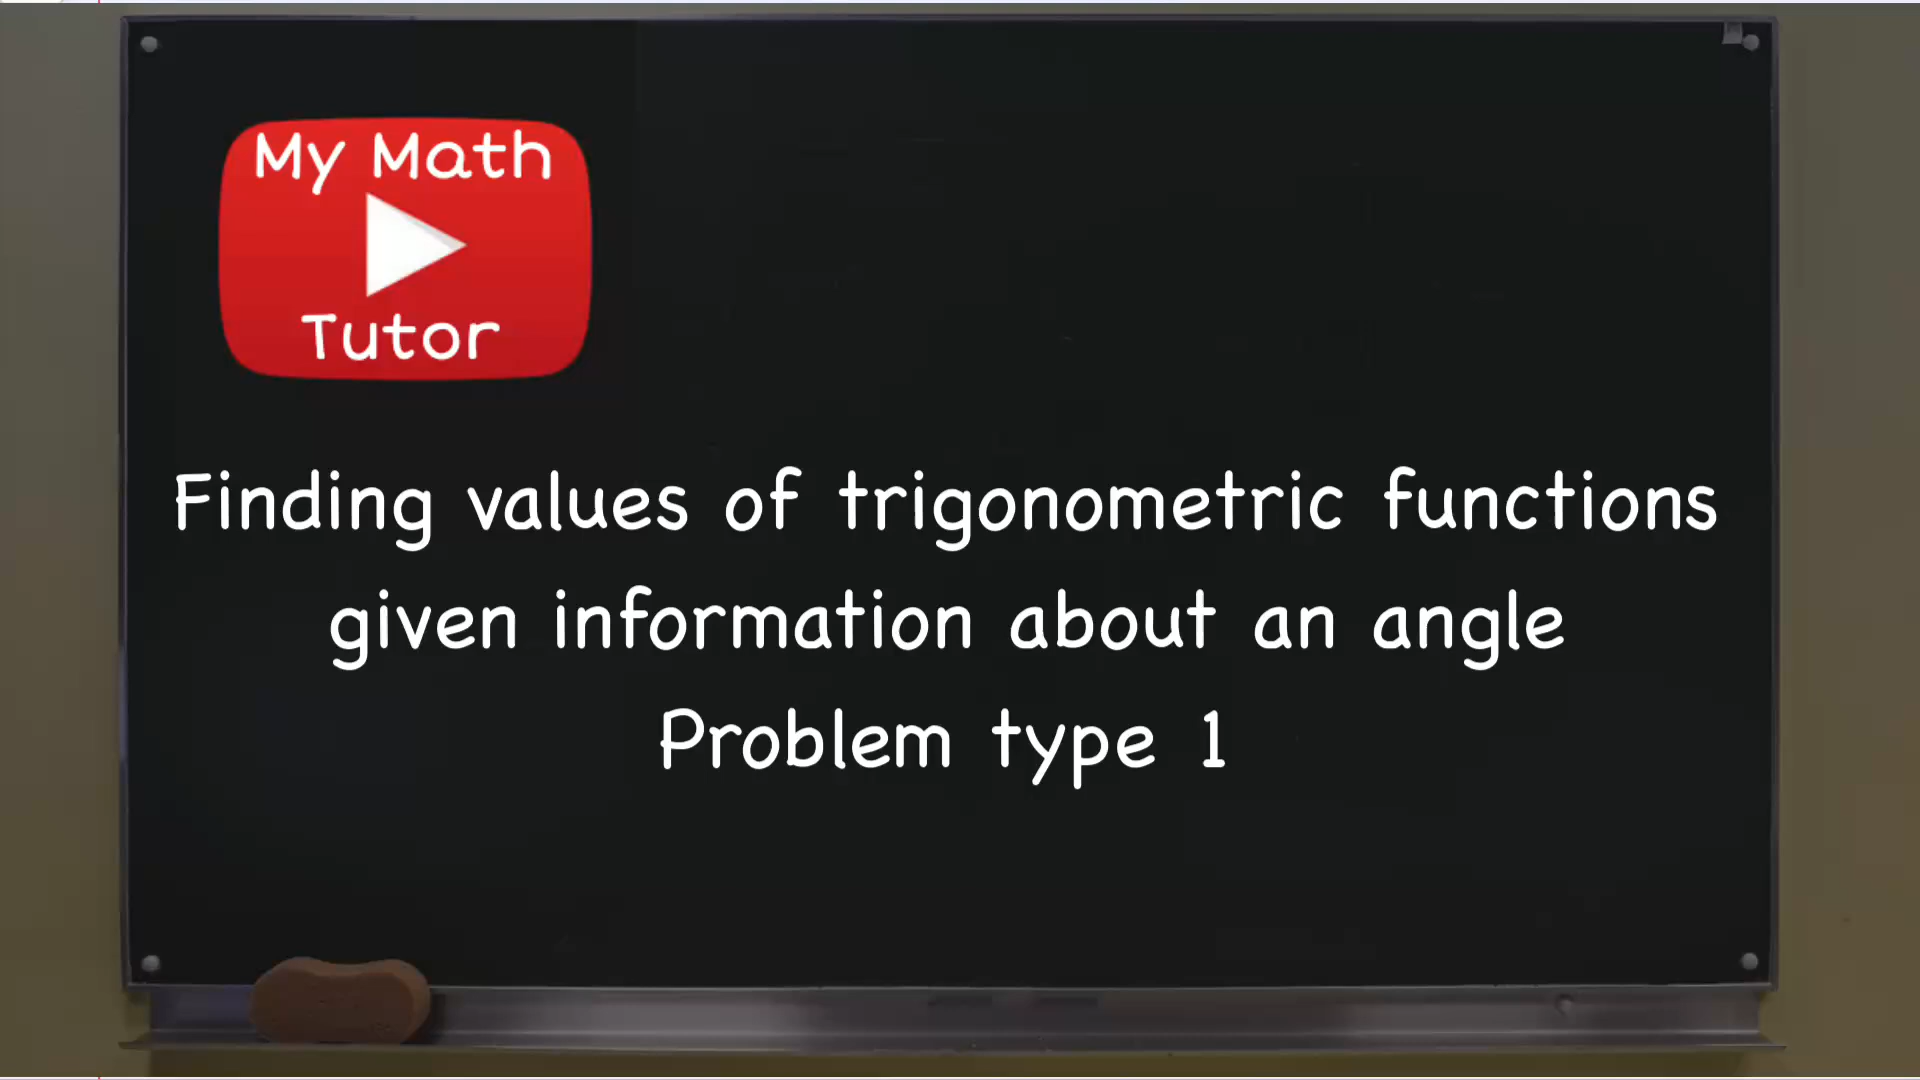 My Math
Tutor
Finding values of trigonometric functions
given information about an angle
Problem type 1